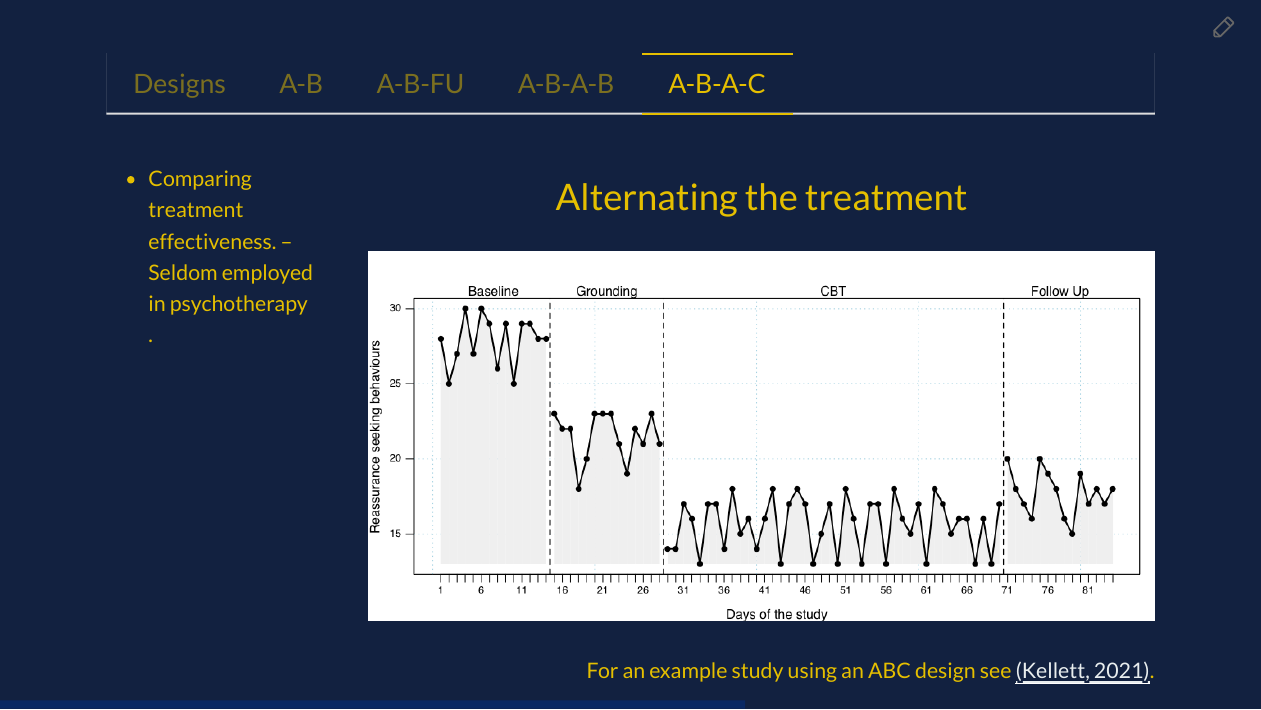 Designs A-B A-B-FU A-B-A-B A-B-A-C
Comparing
treatment
effectiveness. –
Seldom employed
in psychotherapy
.
Alternating the treatment
Baseline Grounding CBT Follow Up
30
25
20
15
Reassurance seeking behaviours
1 6 11 16 21 26 31 36 41 46 51 56 61 66 71 76 81
Days of the study
For an example study using an ABC design see (Kellett, 2021).